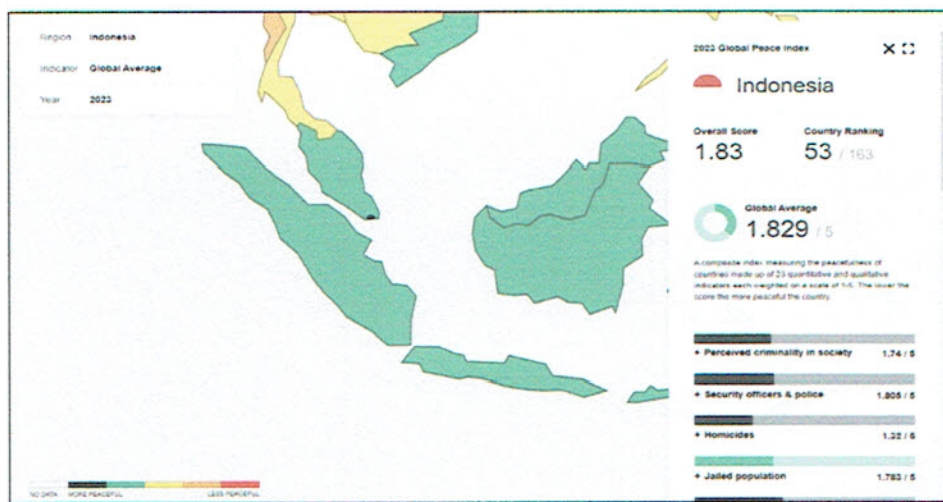 Region Indonesia
Indicator Global Average
Year 2023
2023 Global Peace Index
Indonesia
Overall Score Country Ranking
1.83 53 / 163
Global Average
1.829 / 5
A composite index measuring the peacefulness of
countries made up of 23 quantitative and qualitative
indicators each weighted on a scale of 1-5. The lower the
score the more peaceful the country.
+ Perceived criminality in society 1.74 / 5
+ Security officers & police 1.805 / 5
+ Homicides 1.32 / 5
+ Jailed population 1.783 / 5
NO DATA MORE PEACEFUL LESS PEACEFUL